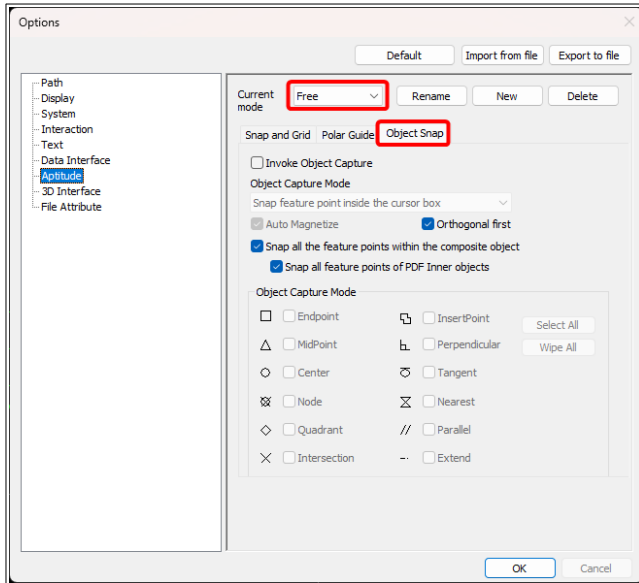 Options
Default Import from file Export to file
Path
Display
System
Interaction
Text
Data Interface
Aptitude
3D Interface
File Attribute
Current mode Free Rename New Delete
Snap and Grid Polar Guide Object Snap
Invoke Object Capture
Object Capture Mode
Snap feature point inside the cursor box
Auto Magnetize Orthogonal first
Snap all the feature points within the composite object
Snap all feature points of PDF Inner objects
Object Capture Mode
Endpoint InsertPoint Select All
MidPoint Perpendicular Wipe All
Center Tangent
Node Nearest
Quadrant Parallel
Intersection Extend
OK Cancel